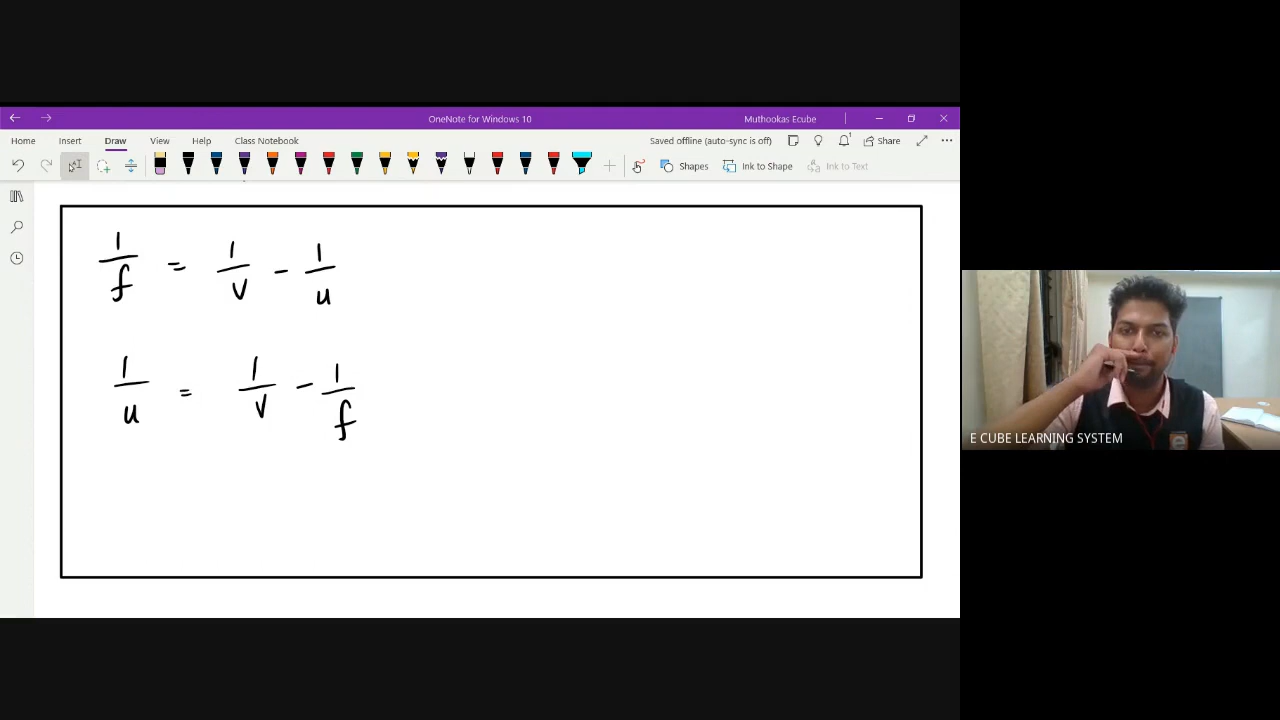 OneNote for Windows 10
Muthookas Ecube
Home Insert Draw View Help Class Notebook
Saved offline (auto-sync is off)
1
Share
Shapes
Ink to Shape
Ink to Text
1/f = 1/v - 1/u
1/u = 1/v - 1/f
e
E CUBE LEARNING SYSTEM